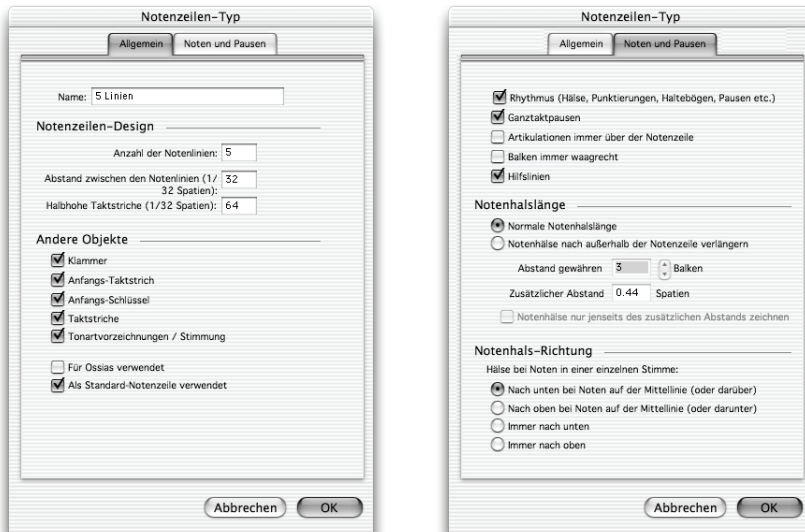 Notenzeilen-Typ
Allgemein
Noten und Pausen
Name: 5 Linien
Notenzeilen-Design
Anzahl der Notenlinien: 5
Abstand zwischen den Notenlinien (1/
32 Spatien): 32
Halbhohe Taktstriche (1/32 Spatien): 64
Andere Objekte
Klammer
Anfangs-Taktstrich
Anfangs-Schlüssel
Taktstriche
Tonartvorzeichnungen / Stimmung
Für Ossias verwendet
Als Standard-Notenzeile verwendet
Abbrechen
OK
Notenzeilen-Typ
Allgemein
Noten und Pausen
Rhythmus (Hälse, Punktierungen, Haltebögen, Pausen etc.)
Ganztaktpausen
Artikulationen immer über der Notenzeile
Balken immer waagrecht
Hilfslinien
Notenhalslänge
Normale Notenhalslänge
Notenhälse nach außerhalb der Notenzeile verlängern
Abstand gewähren 3 Balken
Zusätzlicher Abstand 0.44 Spatien
Notenhälse nur jenseits des zusätzlichen Abstands zeichnen
Notenhals-Richtung
Hälse bei Noten in einer einzelnen Stimme:
Nach unten bei Noten auf der Mittellinie (oder darüber)
Nach oben bei Noten auf der Mittellinie (oder darunter)
Immer nach unten
Immer nach oben
Abbrechen
OK